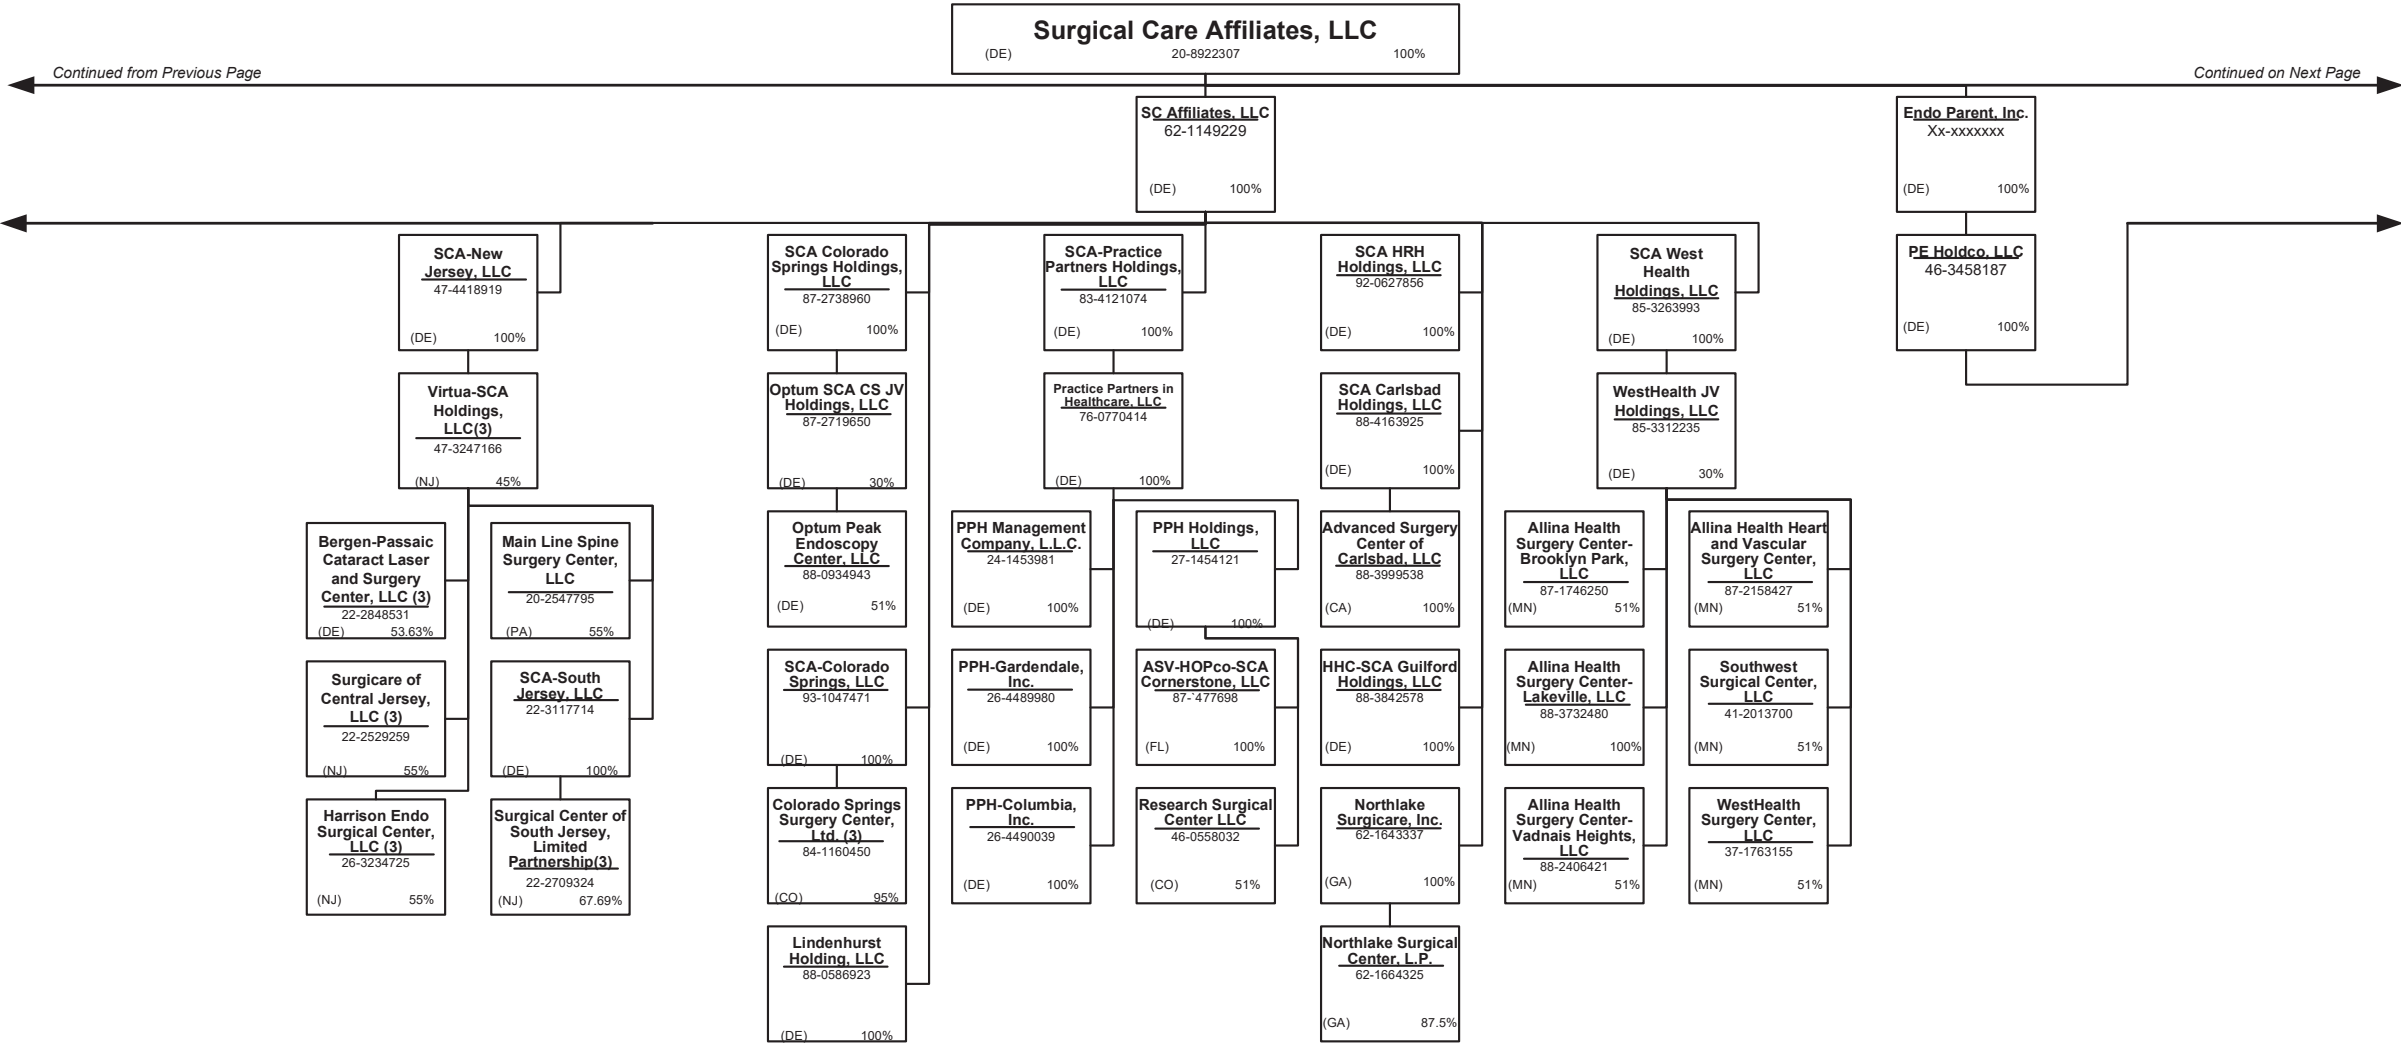 Surgical Care Affiliates, LLC
(DE) 20-8922307 100%
Continued from Previous Page
Continued on Next Page
SC Affiliates, LLC
62-1149229
(DE) 100%
Endo Parent, Inc.
Xx-xxxxxxx
(DE) 100%
SCA-New
Jersey, LLC
47-4418919
(DE) 100%
SCA Colorado
Springs Holdings,
LLC
87-2738960
(DE) 100%
SCA-Practice
Partners Holdings,
LLC
83-4121074
(DE) 100%
SCA HRH
Holdings, LLC
92-0627856
(DE) 100%
SCA West
Health
Holdings, LLC
85-3263993
(DE) 100%
PE Holdco, LLC
46-3458187
(DE) 100%
Virtua-SCA
Holdings,
LLC(3)
47-3247166
(NJ) 45%
Optum SCA CS JV
Holdings, LLC
87-2719650
(DE) 30%
Practice Partners in
Healthcare, LLC
76-0770414
(DE) 100%
SCA Carlsbad
Holdings, LLC
88-4163925
(DE) 100%
WestHealth JV
Holdings, LLC
85-3312235
(DE) 30%
Bergen-Passaic
Cataract Laser
and Surgery
Center, LLC (3)
22-2848531
(DE) 53.63%
Main Line Spine
Surgery Center,
LLC
20-2547795
(PA) 55%
Optum Peak
Endoscopy
Center, LLC
88-0934943
(DE) 51%
PPH Management
Company, L.L.C.
24-1453981
(DE) 100%
PPH Holdings,
LLC
27-1454121
(DE) 100%
Advanced Surgery
Center of
Carlsbad, LLC
88-3999538
(CA) 100%
Allina Health
Surgery Center-
Brooklyn Park,
LLC
87-1746250
(MN) 51%
Allina Health Heart
and Vascular
Surgery Center,
LLC
87-2158427
(MN) 51%
Surgicare of
Central Jersey,
LLC (3)
22-2529259
(NJ) 55%
SCA-South
Jersey, LLC
22-3117714
(DE) 100%
SCA-Colorado
Springs, LLC
93-1047471
(DE) 100%
PPH-Gardendale,
Inc.
26-4489980
(DE) 100%
ASV-HOPco-SCA
Cornerstone, LLC
87-`477698
(FL) 100%
HHC-SCA Guilford
Holdings, LLC
88-3842578
(DE) 100%
Allina Health
Surgery Center-
Lakeville, LLC
88-3732480
(MN) 100%
Southwest
Surgical Center,
LLC
41-2013700
(MN) 51%
Harrison Endo
Surgical Center,
LLC (3)
26-3234725
(NJ) 55%
Surgical Center of
South Jersey,
Limited
Partnership(3)
22-2709324
(NJ) 67.69%
Colorado Springs
Surgery Center,
Ltd. (3)
84-1160450
(CO) 95%
PPH-Columbia,
Inc.
26-4490039
(DE) 100%
Research Surgical
Center LLC
46-0558032
(CO) 51%
Northlake
Surgicare, Inc.
62-1643337
(GA) 100%
Allina Health
Surgery Center-
Vadnais Heights,
LLC
88-2406421
(MN) 51%
WestHealth
Surgery Center,
LLC
37-1763155
(MN) 51%
Lindenhurst
Holding, LLC
88-0586923
(DE) 100%
Northlake Surgical
Center, L.P.
62-1664325
(GA) 87.5%